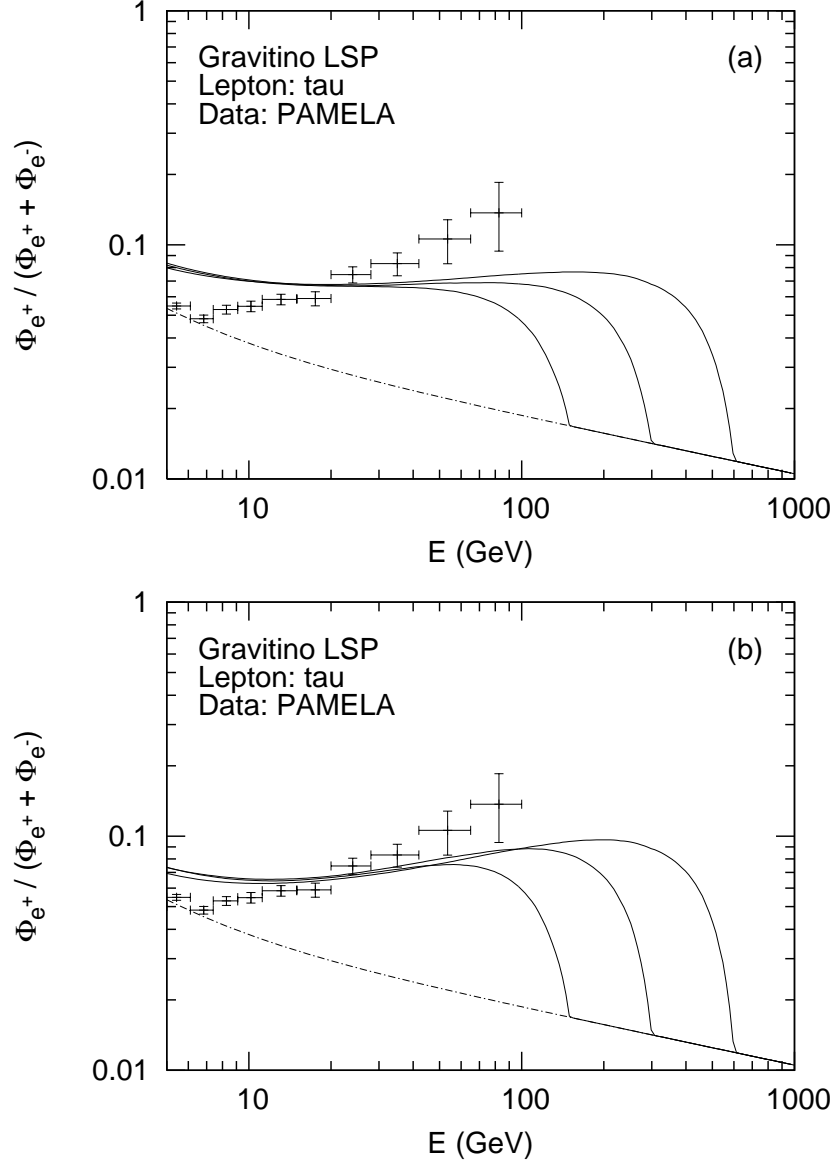 1
Gravitino LSP
(a)
Lepton: tau
Data: PAMELA
0.1
Φe+ / (Φe+ + Φe-)
0.01
10
100
1000
E (GeV)
1
Gravitino LSP
(b)
Lepton: tau
Data: PAMELA
0.1
Φe+ / (Φe+ + Φe-)
0.01
10
100
1000
E (GeV)